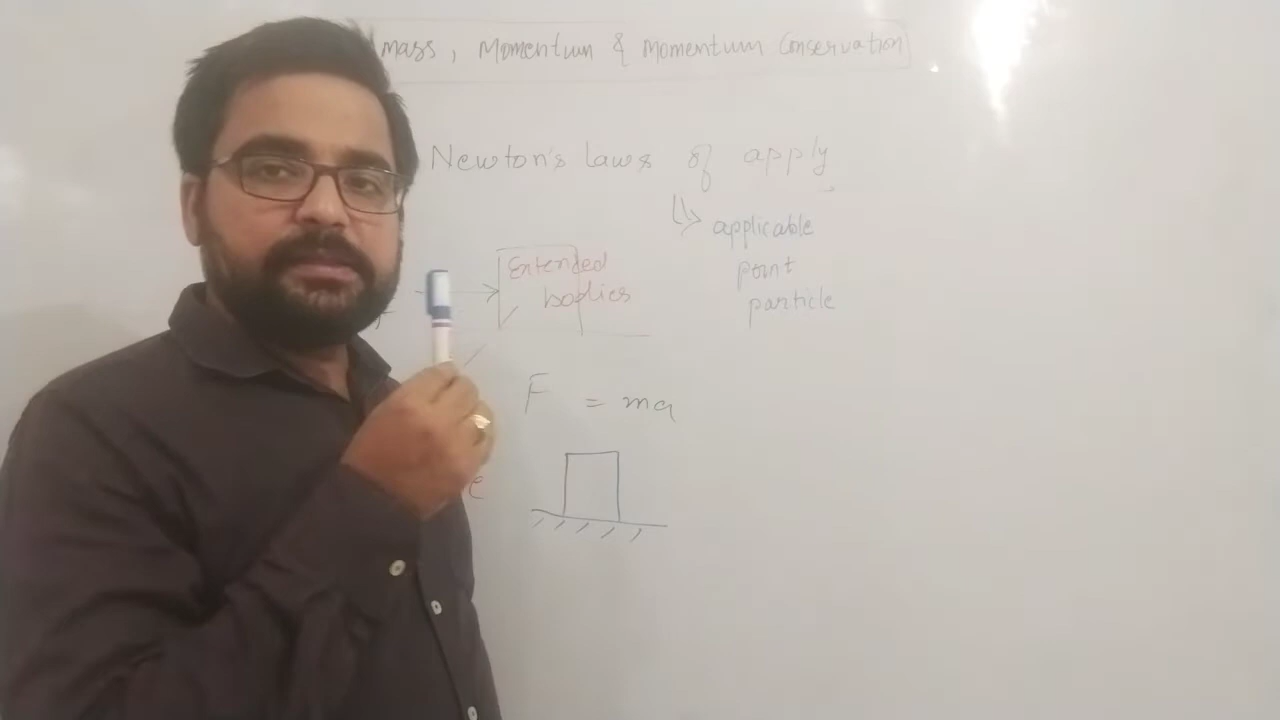 mass, Momentum & Momentum Conservation
Newton's laws of apply
applicable
point
particle
Extended
bodies
F = ma